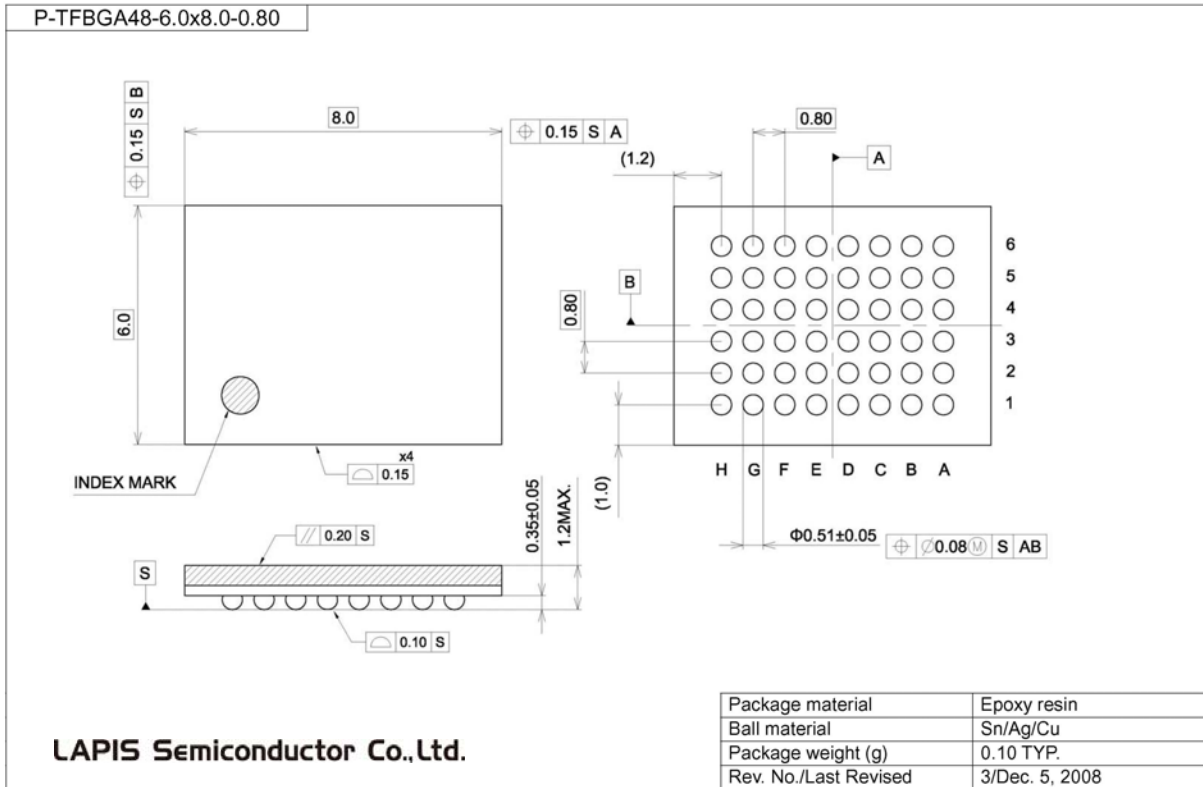 P-TFBGA48-6.0x8.0-0.80
0.15 S B
8.0
0.15 S A
0.80
(1.2)
A
6.0
B
0.80
6
5
4
3
2
1
H G F E D C B A
(1.0)
INDEX MARK
x4
0.15
Φ0.51±0.05
∅0.08Ⓜ S AB
// 0.20 S
0.35±0.05
1.2MAX.
S
0.10 S
Package material Epoxy resin
Ball material Sn/Ag/Cu
Package weight (g) 0.10 TYP.
Rev. No./Last Revised 3/Dec. 5, 2008
LAPIS Semiconductor Co.,Ltd.